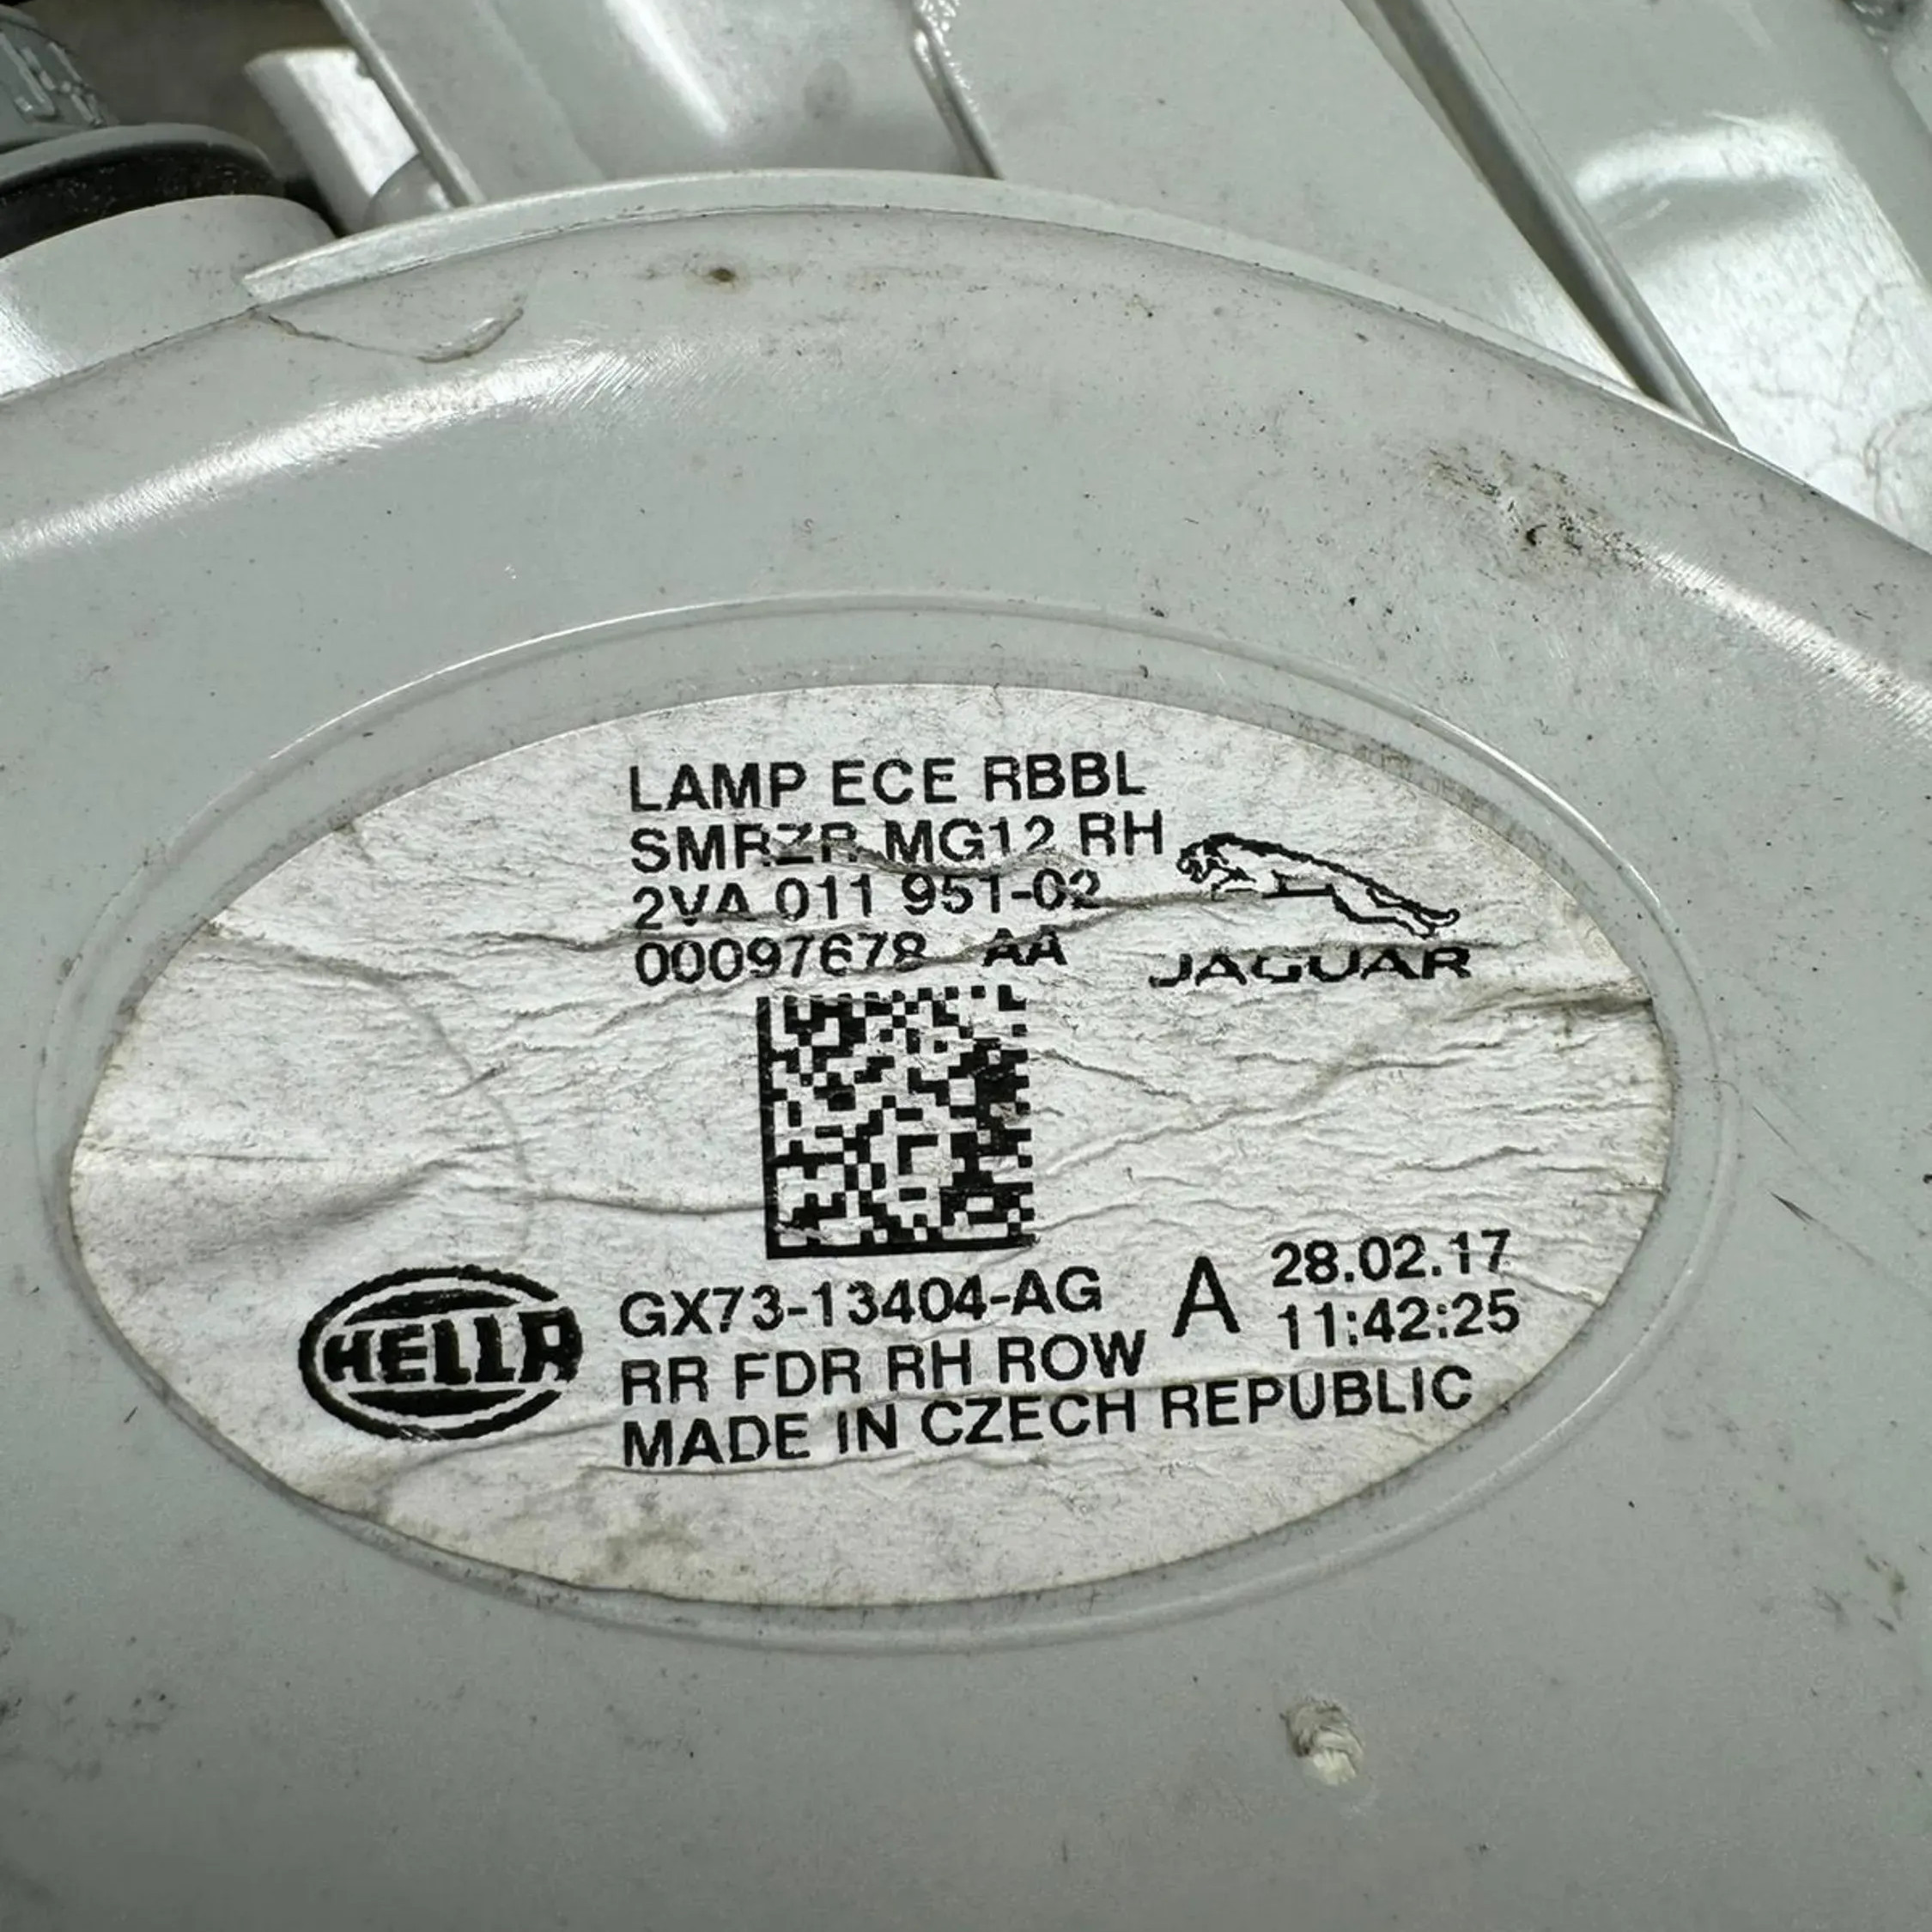 LAMP ECE RBBL
SMRZR MG12 RH
2VA 011 951-02
00097678 AA
JAGUAR
HELLA
GX73-13404-AG A 28.02.17
11:42:25
RR FDR RH ROW
MADE IN CZECH REPUBLIC